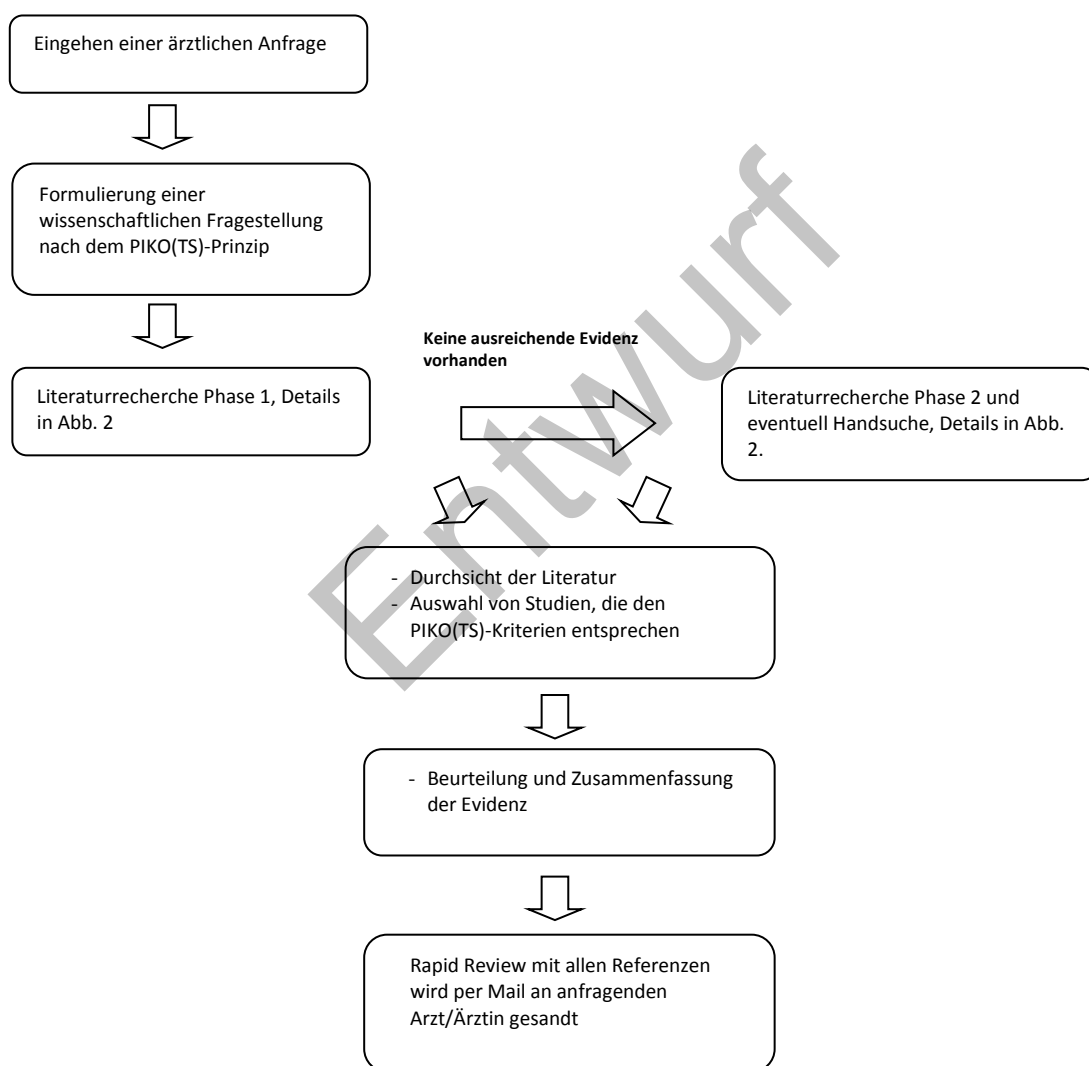 Eingehen einer ärztlichen Anfrage
Formulierung einer
wissenschaftlichen Fragestellung
nach dem PIKO(TS)-Prinzip
Keine ausreichende Evidenz
vorhanden
Literaturrecherche Phase 1, Details
in Abb. 2
Literaturrecherche Phase 2 und
eventuell Handsuche, Details in Abb.
2.
- Durchsicht der Literatur
- Auswahl von Studien, die den
PIKO(TS)-Kriterien entsprechen
- Beurteilung und Zusammenfassung
der Evidenz
Rapid Review mit allen Referenzen
wird per Mail an anfragenden
Arzt/Ärztin gesandt
Entwurf